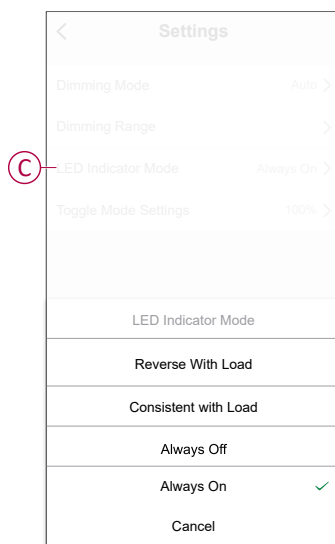 Settings
Dimming Mode Auto
Dimming Range
C LED Indicator Mode Always On
Toggle Mode Settings 100%
LED Indicator Mode
Reverse With Load
Consistent with Load
Always Off
Always On
Cancel